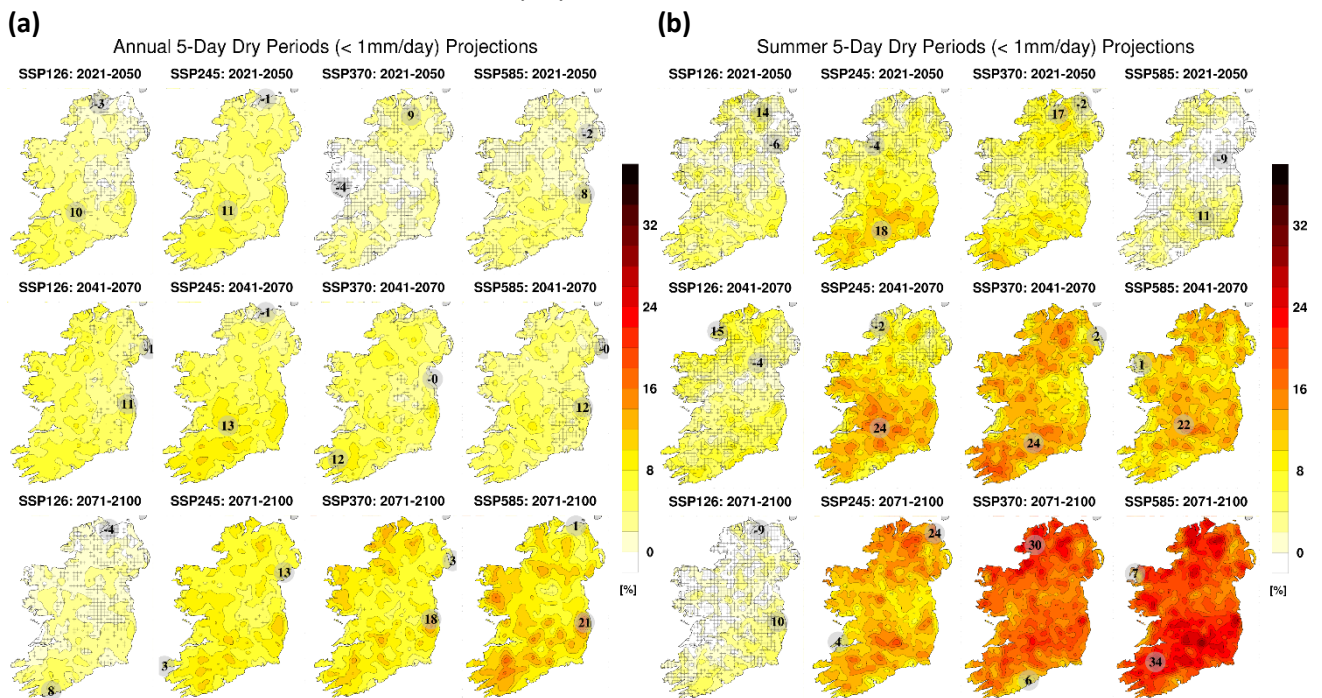 (a)
Annual 5-Day Dry Periods (< 1mm/day) Projections
SSP126: 2021-2050 SSP245: 2021-2050 SSP370: 2021-2050 SSP585: 2021-2050
-3 -1 9 -2
-4 8
10 11
SSP126: 2041-2070 SSP245: 2041-2070 SSP370: 2041-2070 SSP585: 2041-2070
-1 -1 -0 -0
11 13 12 12
SSP126: 2071-2100 SSP245: 2071-2100 SSP370: 2071-2100 SSP585: 2071-2100
-4 13 3 1
8 3 18 21
32
24
16
8
0
[%]
(b)
Summer 5-Day Dry Periods (< 1mm/day) Projections
SSP126: 2021-2050 SSP245: 2021-2050 SSP370: 2021-2050 SSP585: 2021-2050
14 -4 17 -2 -9
-6 18 11
SSP126: 2041-2070 SSP245: 2041-2070 SSP370: 2041-2070 SSP585: 2041-2070
15 -2 2 1
-4 24 24 22
SSP126: 2071-2100 SSP245: 2071-2100 SSP370: 2071-2100 SSP585: 2071-2100
-9 24 30 7
10 4 6 34
32
24
16
8
0
[%]